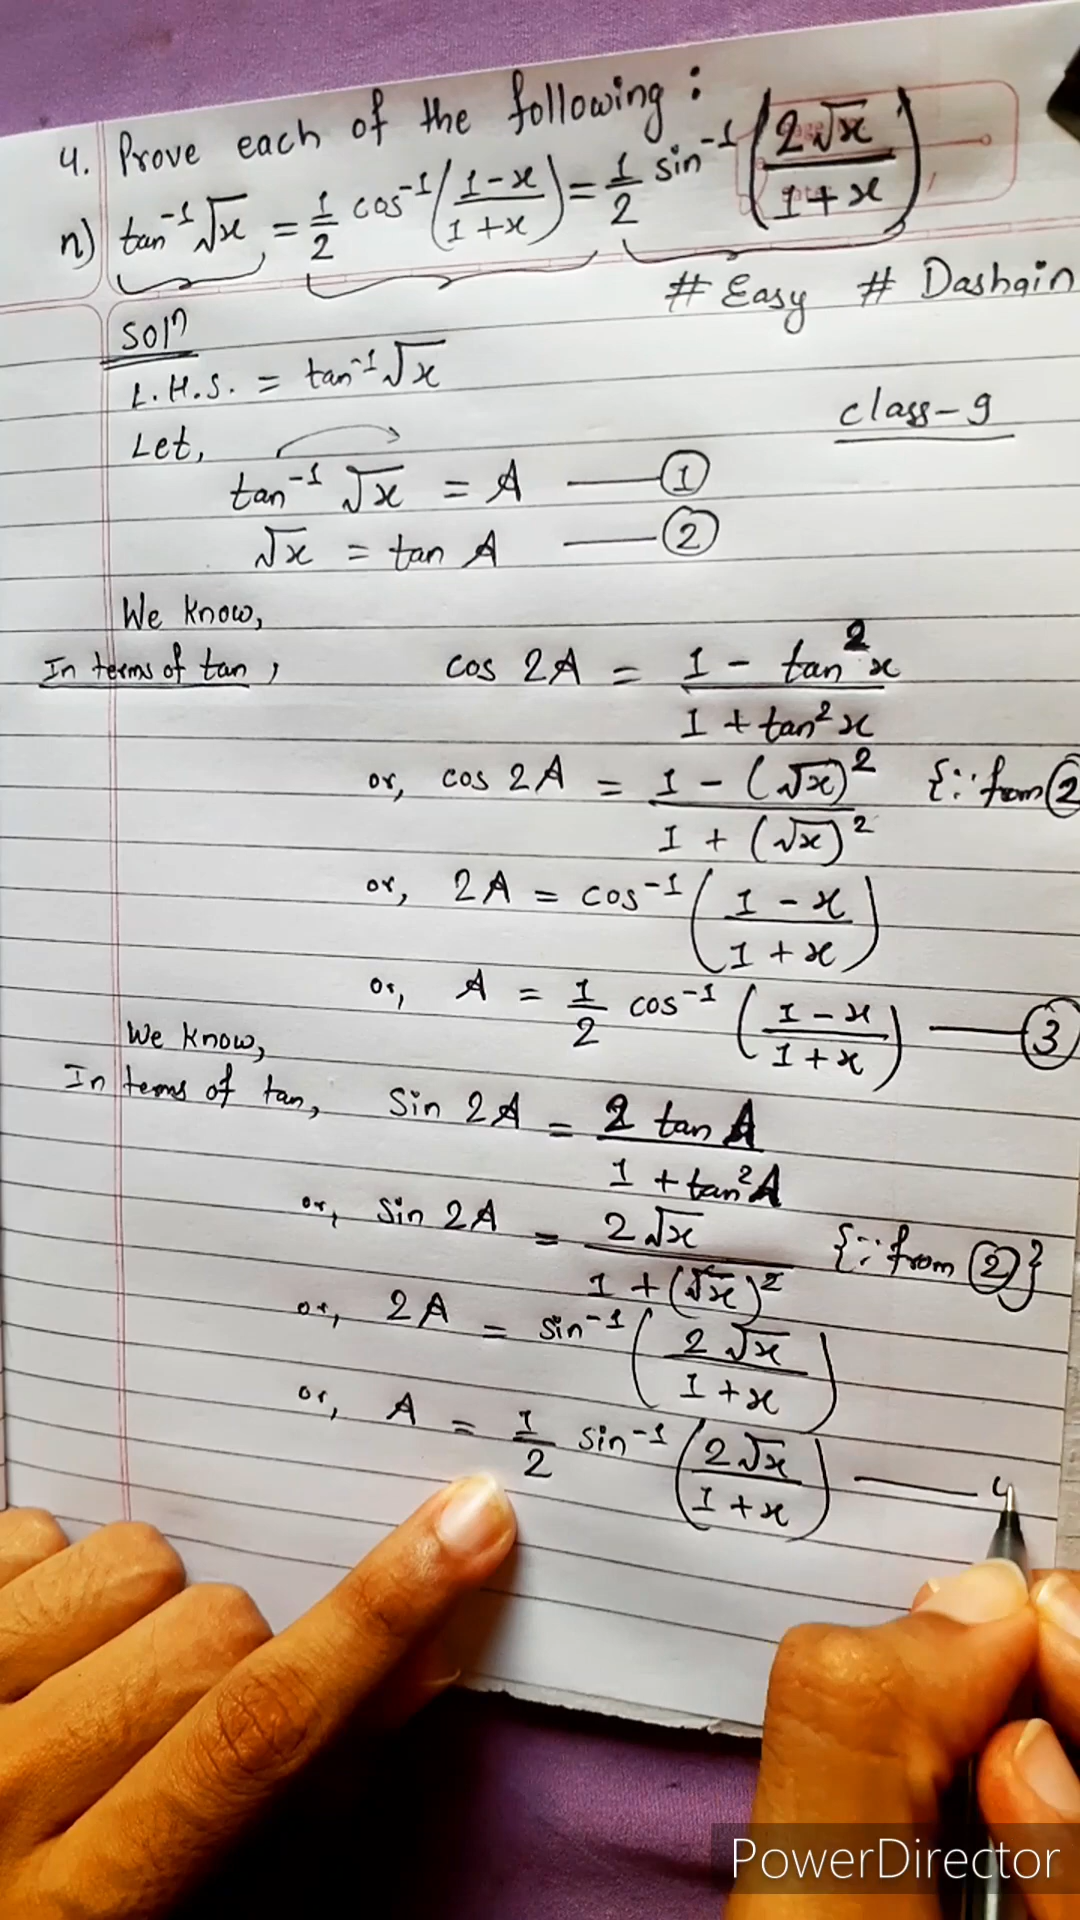 4. Prove each of the following:
n) tan⁻¹√x = 1/2 cos⁻¹((1-x)/(1+x)) = 1/2 sin⁻¹((2√x)/(1+x))
# Easy # Dashain
Solⁿ
L.H.S. = tan⁻¹√x
class-9
Let,
tan⁻¹ √x = A —— ①
√x = tan A —— ②
We know,
In terms of tan, cos 2A = (1 - tan²x)/(1 + tan²x)
or, cos 2A = (1 - (√x)²)/(1 + (√x)²) {∵ from ②
or, 2A = cos⁻¹((1 - x)/(1 + x))
or, A = 1/2 cos⁻¹((1 - x)/(1 + x)) —— ③
We know,
In terms of tan, Sin 2A = (2 tan A)/(1 + tan²A)
or, Sin 2A = (2√x)/(1 + (√x)²) {∵ from ②}
or, 2A = sin⁻¹((2√x)/(1 + x))
or, A = 1/2 sin⁻¹((2√x)/(1 + x)) —— 4
PowerDirector